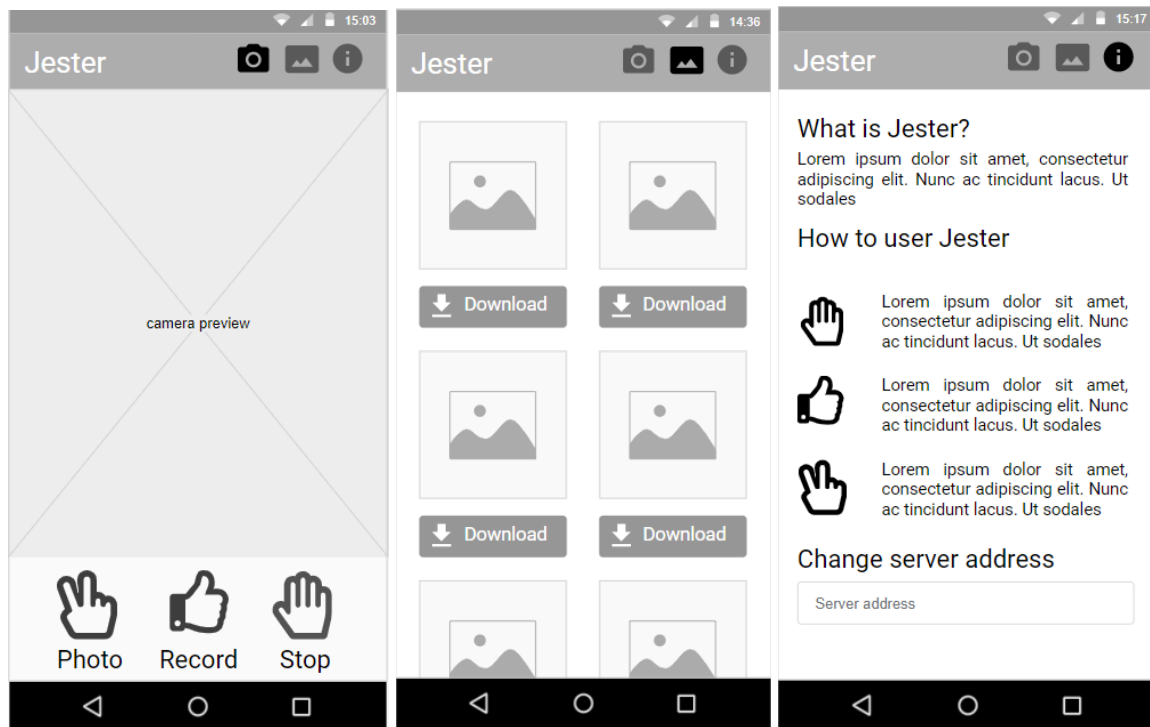 15:03
Jester
camera preview
Photo
Record
Stop
14:36
Jester
Download
Download
Download
Download
15:17
Jester
What is Jester?
Lorem ipsum dolor sit amet, consectetur
adipiscing elit. Nunc ac tincidunt lacus. Ut
sodales
How to user Jester
Lorem ipsum dolor sit amet,
consectetur adipiscing elit. Nunc
ac tincidunt lacus. Ut sodales
Lorem ipsum dolor sit amet,
consectetur adipiscing elit. Nunc
ac tincidunt lacus. Ut sodales
Lorem ipsum dolor sit amet,
consectetur adipiscing elit. Nunc
ac tincidunt lacus. Ut sodales
Change server address
Server address